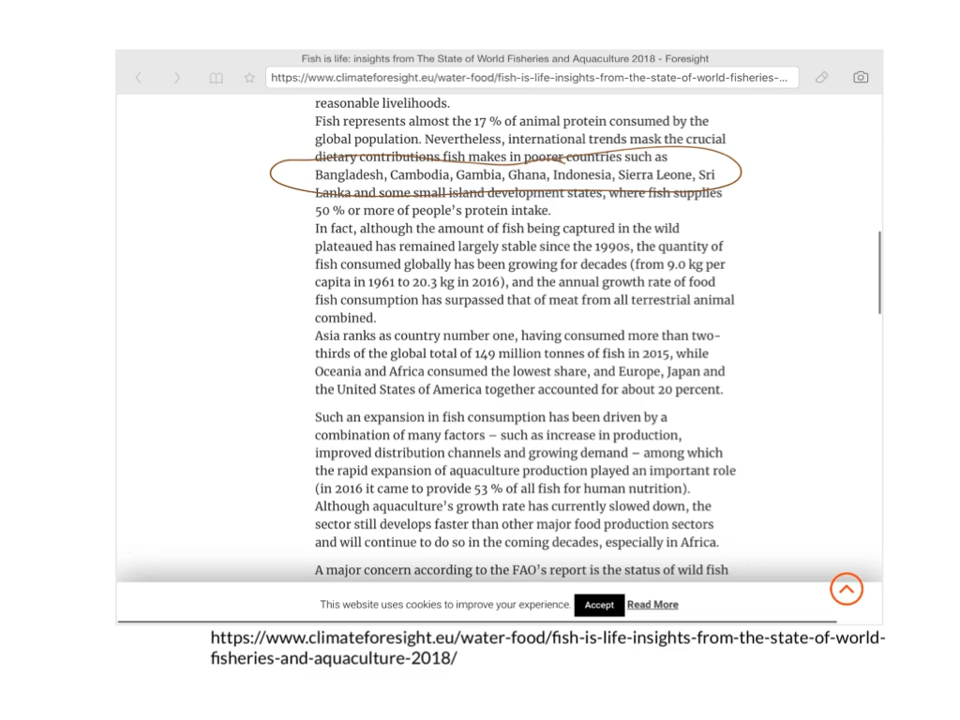 Fish is life: insights from The State of World Fisheries and Aquaculture 2018 - Foresight
https://www.climateforesight.eu/water-food/fish-is-life-insights-from-the-state-of-world-fisheries-...
reasonable livelihoods.
Fish represents almost the 17 % of animal protein consumed by the
global population. Nevertheless, international trends mask the crucial
dietary contributions fish makes in poorer countries such as
Bangladesh, Cambodia, Gambia, Ghana, Indonesia, Sierra Leone, Sri
Lanka and some small island development states, where fish supplies
50 % or more of people's protein intake.
In fact, although the amount of fish being captured in the wild
plateaued has remained largely stable since the 1990s, the quantity of
fish consumed globally has been growing for decades (from 9.0 kg per
capita in 1961 to 20.3 kg in 2016), and the annual growth rate of food
fish consumption has surpassed that of meat from all terrestrial animal
combined.
Asia ranks as country number one, having consumed more than two-
thirds of the global total of 149 million tonnes of fish in 2015, while
Oceania and Africa consumed the lowest share, and Europe, Japan and
the United States of America together accounted for about 20 percent.
Such an expansion in fish consumption has been driven by a
combination of many factors – such as increase in production,
improved distribution channels and growing demand – among which
the rapid expansion of aquaculture production played an important role
(in 2016 it came to provide 53 % of all fish for human nutrition).
Although aquaculture's growth rate has currently slowed down, the
sector still develops faster than other major food production sectors
and will continue to do so in the coming decades, especially in Africa.
A major concern according to the FAO's report is the status of wild fish
This website uses cookies to improve your experience. Accept Read More
https://www.climateforesight.eu/water-food/fish-is-life-insights-from-the-state-of-world-
fisheries-and-aquaculture-2018/